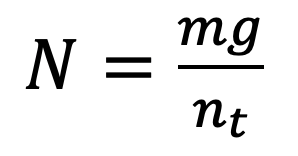 N = mg / n_t